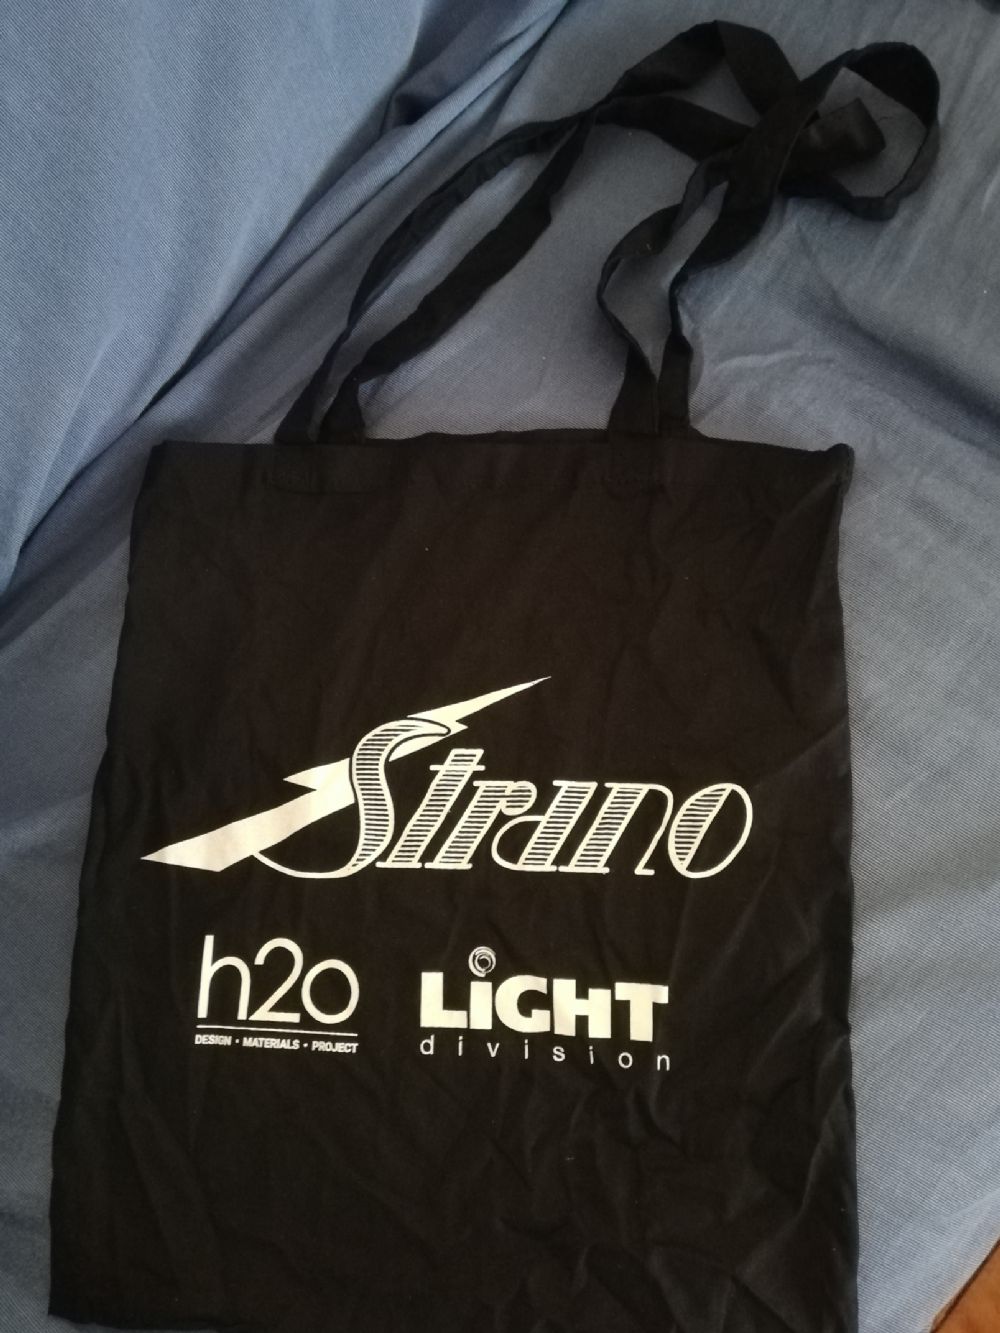 Strano
h2o
DESIGN • MATERIALS • PROJECT
LiGHT
division